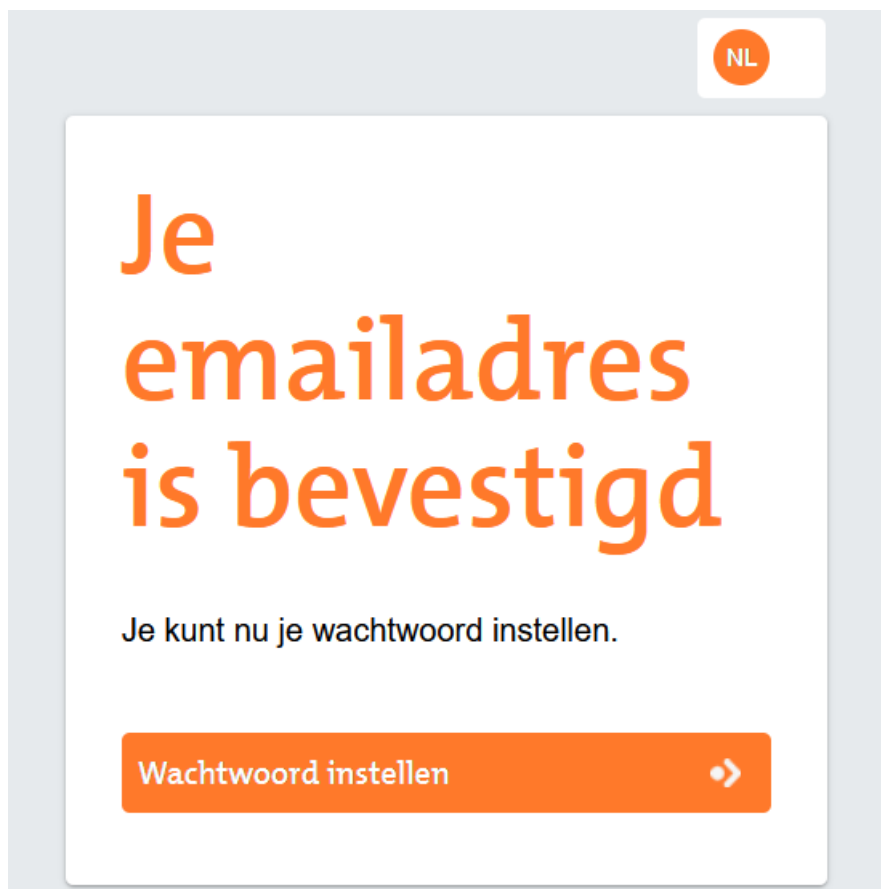 NL
Je
emailadres
is bevestigd
Je kunt nu je wachtwoord instellen.
Wachtwoord instellen